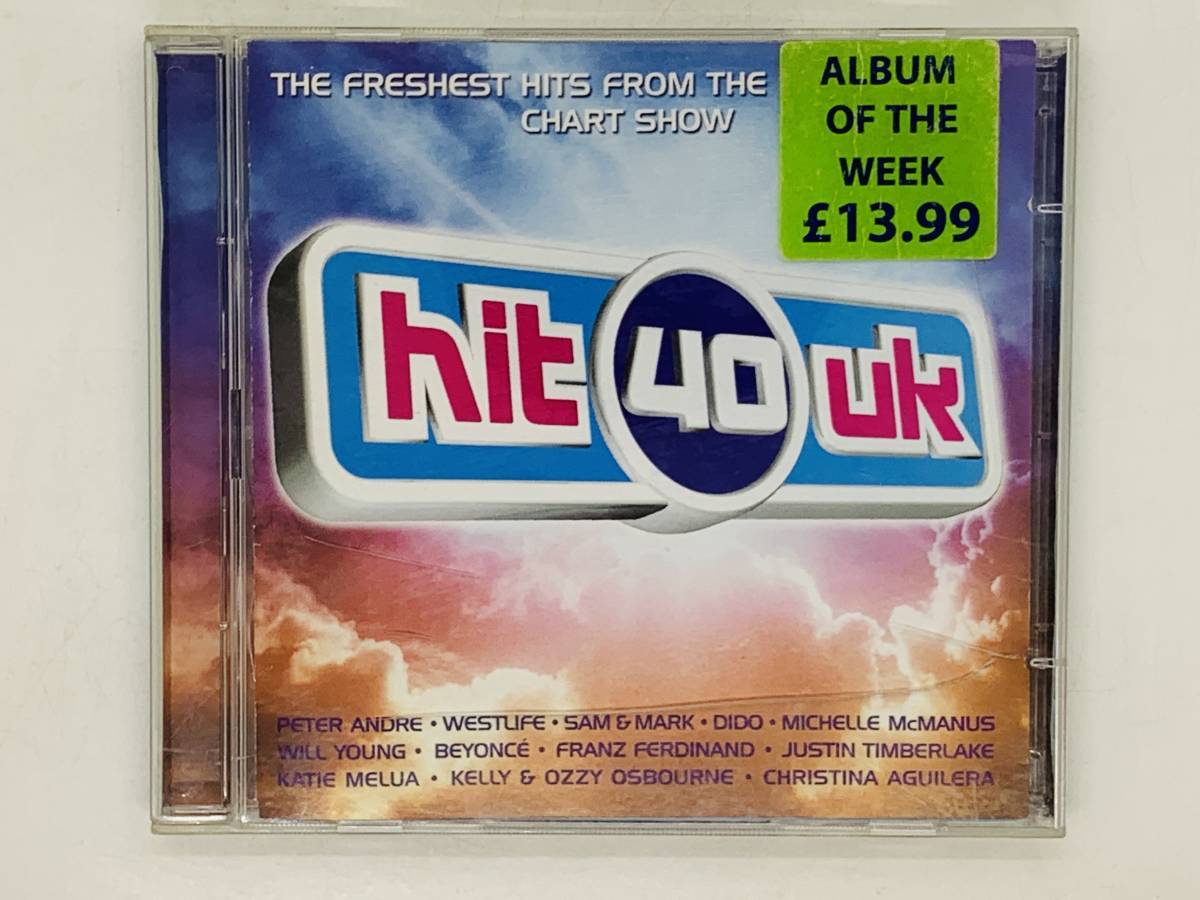 THE FRESHEST HITS FROM THE
CHART SHOW
ALBUM
OF THE
WEEK
£13.99
hit 40 uk
PETER ANDRE • WESTLIFE • SAM & MARK • DIDO • MICHELLE McMANUS
WILL YOUNG • BEYONCÉ • FRANZ FERDINAND • JUSTIN TIMBERLAKE
KATIE MELUA • KELLY & OZZY OSBOURNE • CHRISTINA AGUILERA